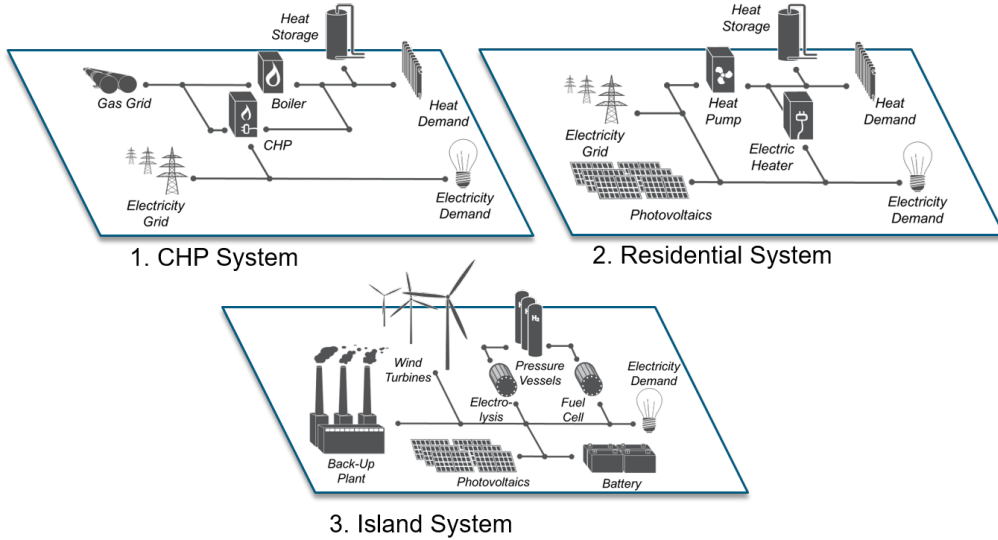 Heat
Storage
Gas Grid
Boiler
Heat
Demand
CHP
Electricity
Grid
Electricity
Demand
1. CHP System
Heat
Storage
Electricity
Grid
Heat
Pump
Heat
Demand
Electric
Heater
Photovoltaics
Electricity
Demand
2. Residential System
Wind
Turbines
H₂
Pressure
Vessels
Electro-
lysis
Fuel
Cell
Electricity
Demand
Back-Up
Plant
Photovoltaics
Battery
3. Island System